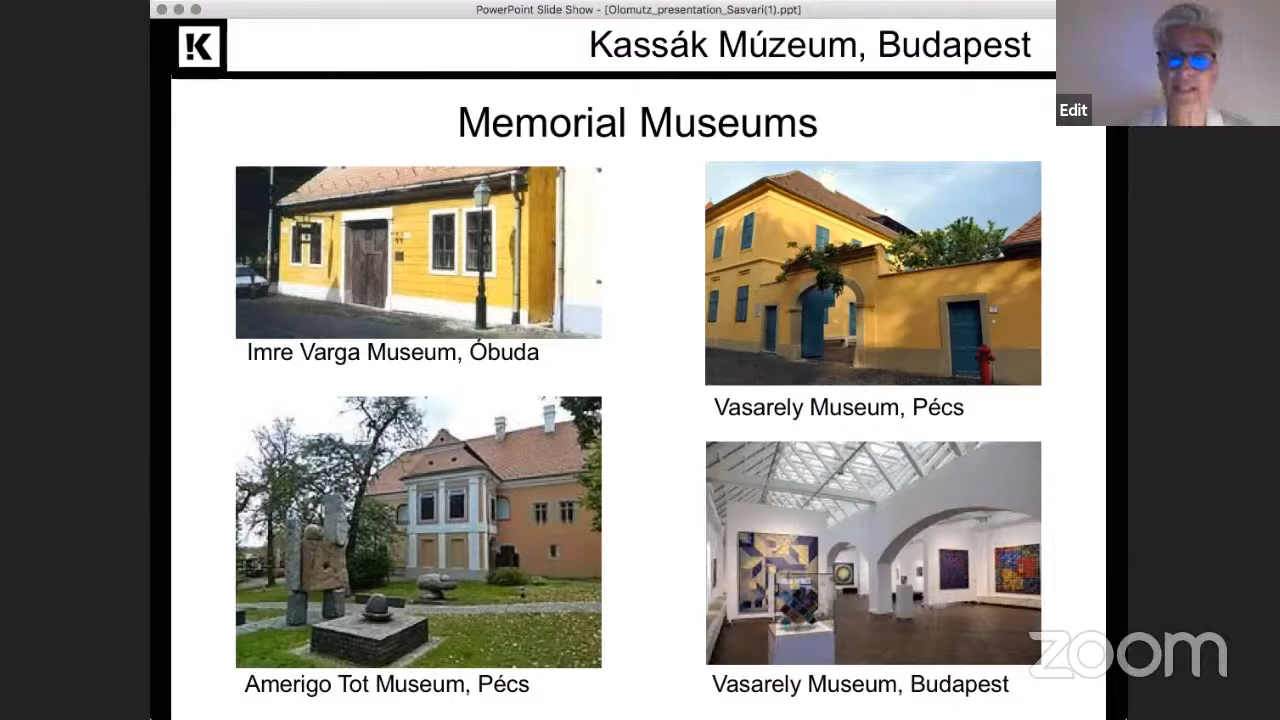 PowerPoint Slide Show - [Olomutz_presentation_Sasvari(1).ppt]
!K
Kassák Múzeum, Budapest
Edit
Memorial Museums
Imre Varga Museum, Óbuda
Vasarely Museum, Pécs
Amerigo Tot Museum, Pécs
Vasarely Museum, Budapest
zoom